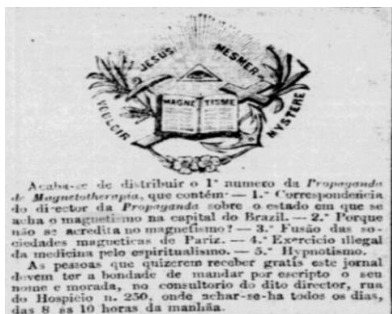 JESUS MESMER
VOULOIR MYSTERE
MAGNE TISME
Acaba-se de distribuir o 1º numero da Propaganda
de Magnetotherapia, que contém — 1.º Correspondencia
do director da Propaganda sobre o estado em que se
acha o magnetismo na capital do Brazil. — 2.º Porque
não se acredita no magnetismo? — 3.º Fusão das so-
ciedades magneticas de Pariz. — 4.º Exercicio illegal
da medicina pelo espiritualismo. — 5.º Hypnotismo.
As pessoas que quizerem receber gratis este jornal
devem ter a bondade de mandar por escripto o seu
nome e morada, no consultorio do dito director, rua
do Hospicio n. 250, onde achar-se-ha todos os dias,
das 8 ás 10 horas da manhãa.